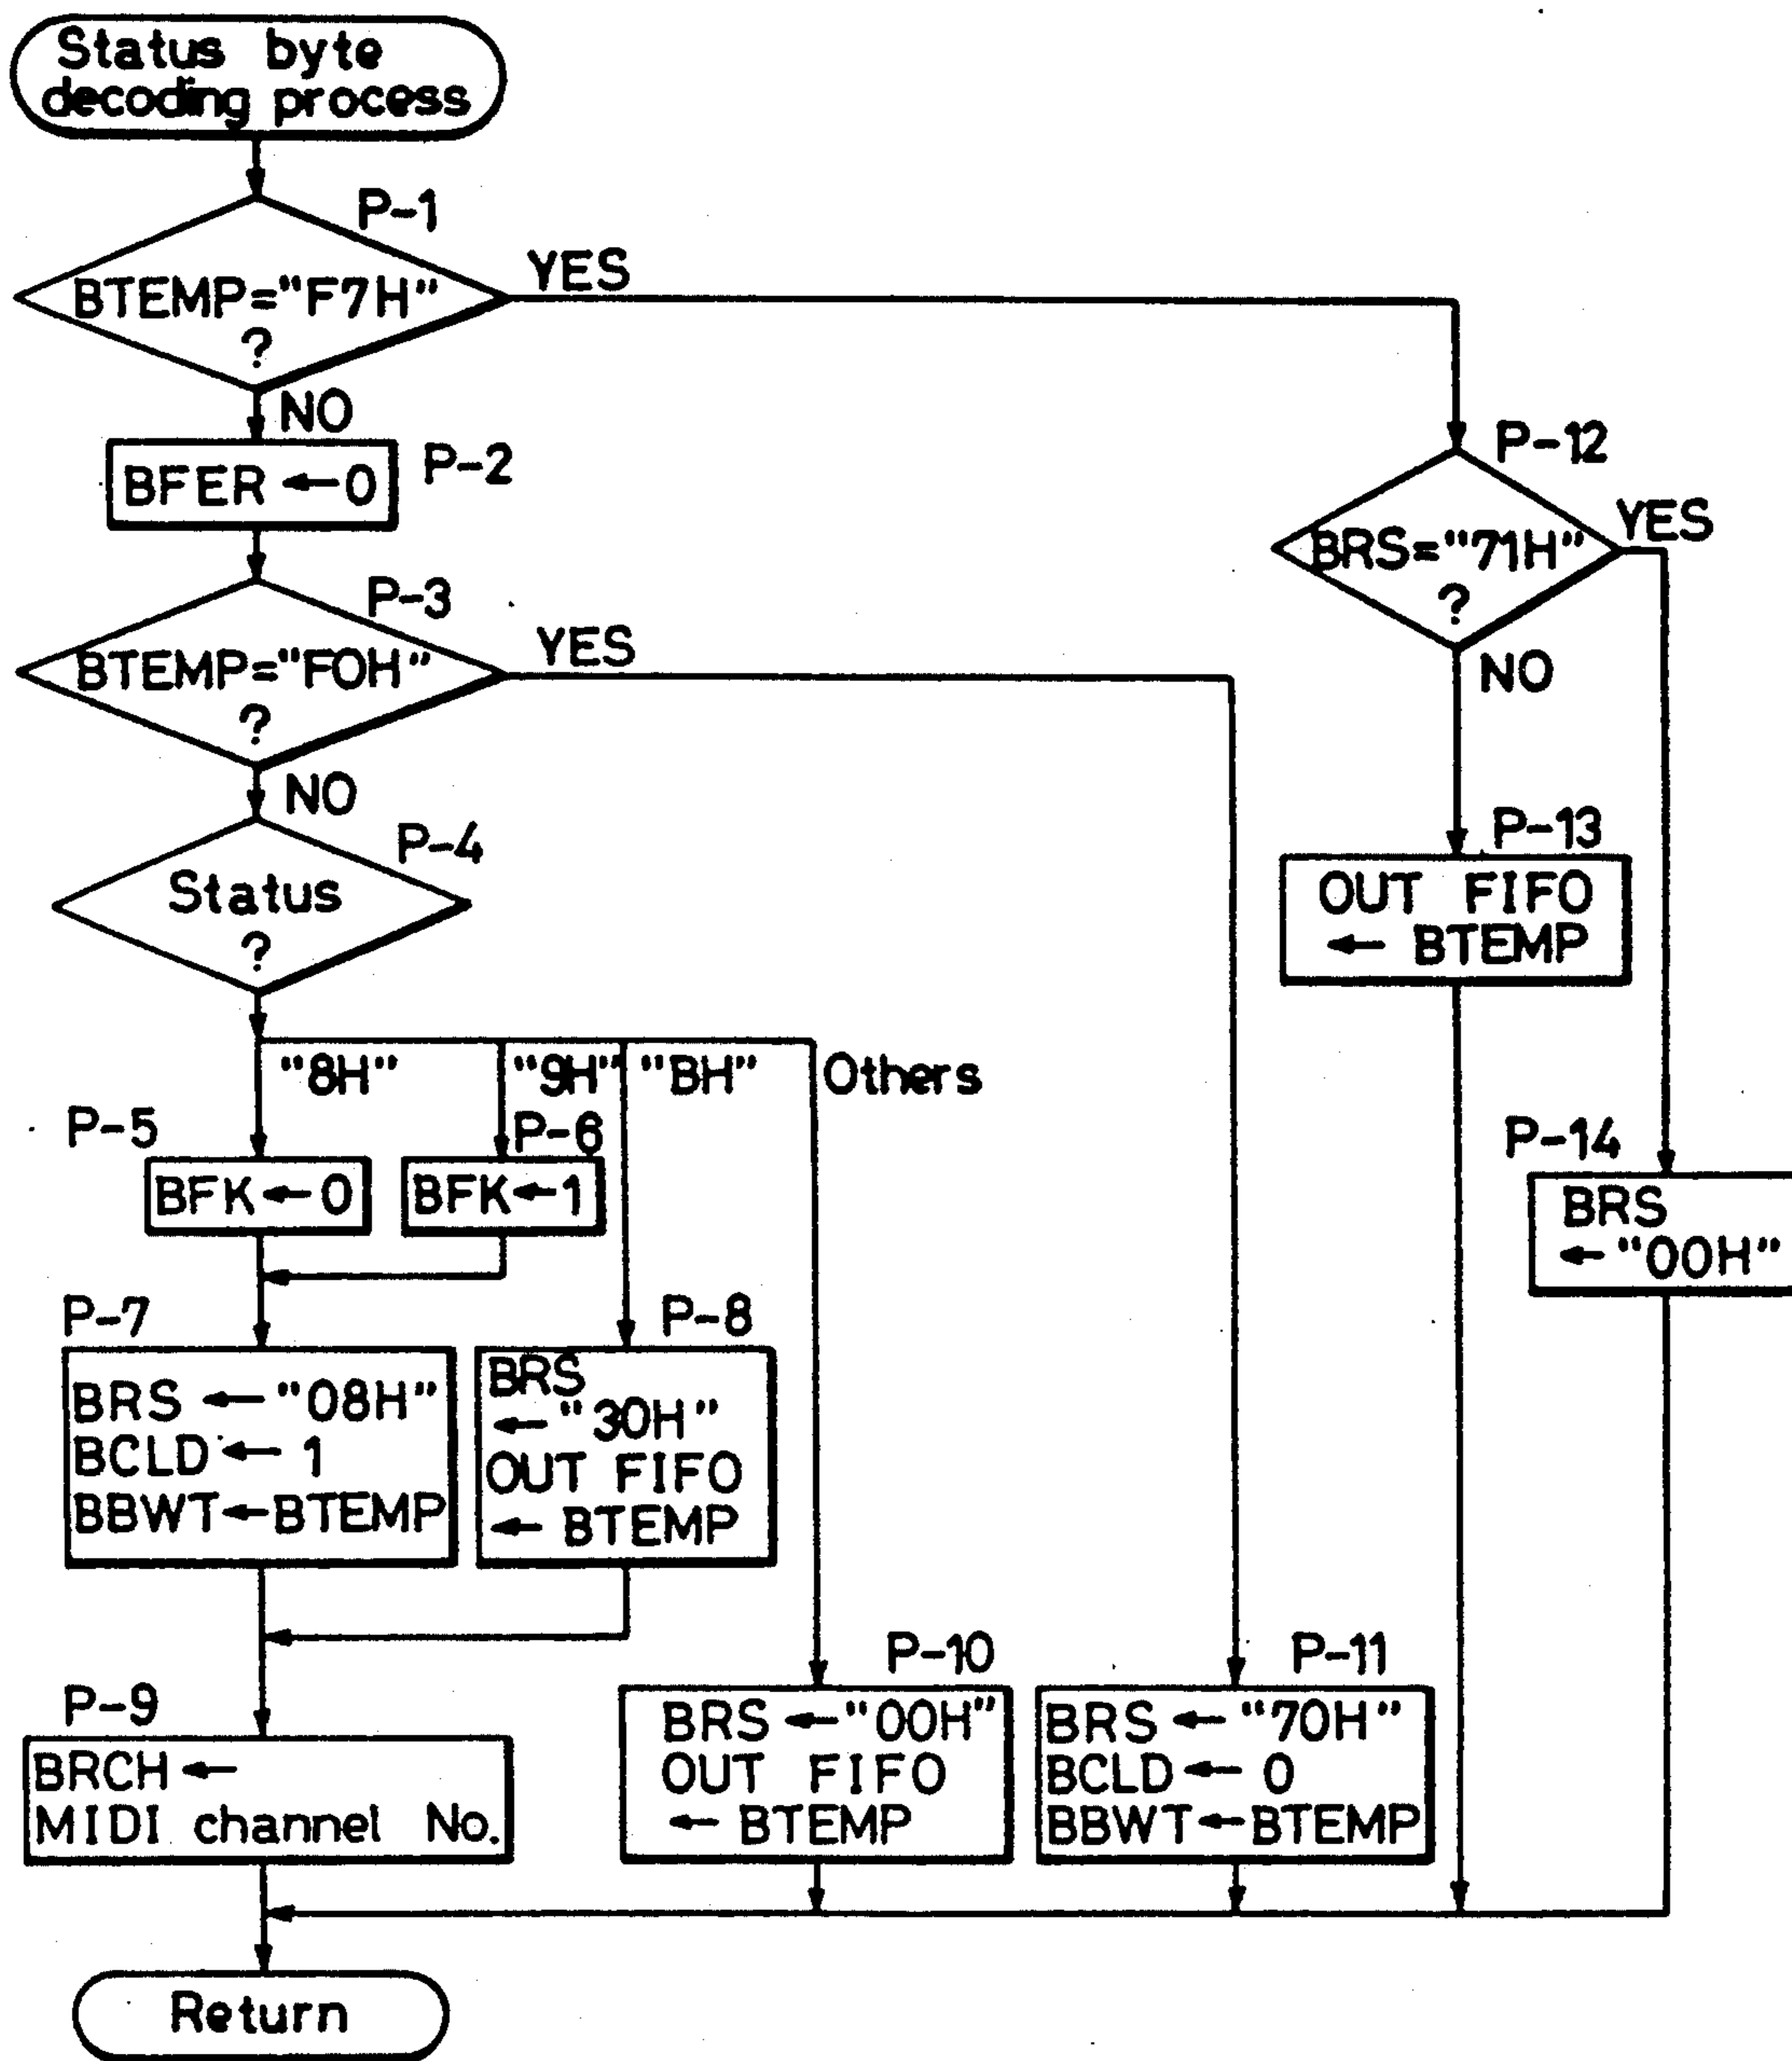 Status byte
decoding process
P-1
BTEMP="F7H"
?
YES
NO
P-2
BFER ←0
P-3
BTEMP="F0H"
?
YES
NO
P-4
Status
?
"8H"
"9H"
"BH"
Others
P-5
BFK←0
P-6
BFK←1
P-7
BRS ←"08H"
BCLD← 1
BBWT←BTEMP
P-8
BRS
←"30H"
OUT FIFO
← BTEMP
P-9
BRCH←
MIDI channel No.
P-10
BRS ←"00H"
OUT FIFO
← BTEMP
P-11
BRS ← "70H"
BCLD← 0
BBWT←BTEMP
P-12
BRS="71H"
?
YES
NO
P-13
OUT FIFO
← BTEMP
P-14
BRS
←"00H"
Return